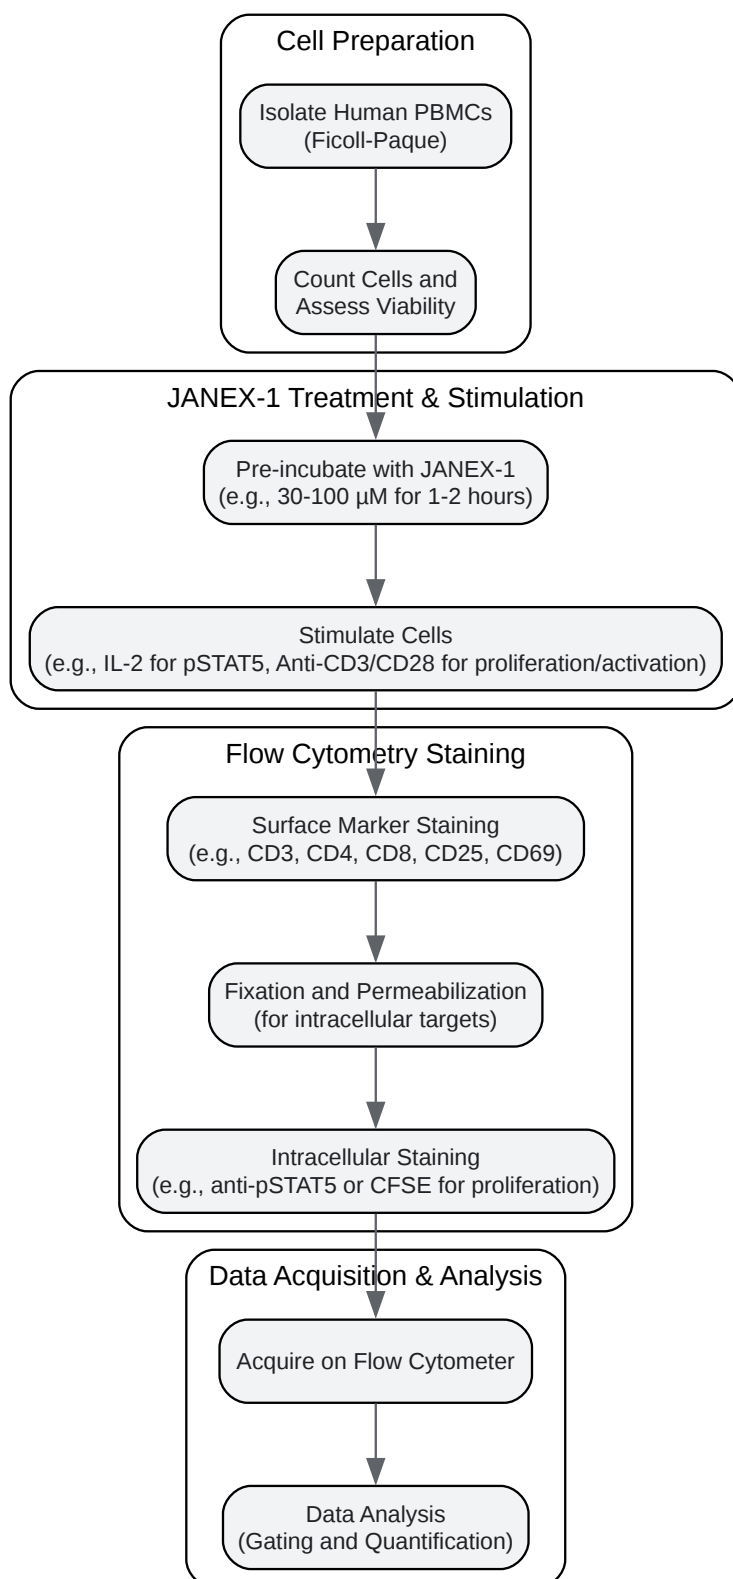 Cell Preparation
Isolate Human PBMCs
(Ficoll-Paque)
Count Cells and
Assess Viability
JANEX-1 Treatment & Stimulation
Pre-incubate with JANEX-1
(e.g., 30-100 µM for 1-2 hours)
Stimulate Cells
(e.g., IL-2 for pSTAT5, Anti-CD3/CD28 for proliferation/activation)
Flow Cytometry Staining
Surface Marker Staining
(e.g., CD3, CD4, CD8, CD25, CD69)
Fixation and Permeabilization
(for intracellular targets)
Intracellular Staining
(e.g., anti-pSTAT5 or CFSE for proliferation)
Data Acquisition & Analysis
Acquire on Flow Cytometer
Data Analysis
(Gating and Quantification)